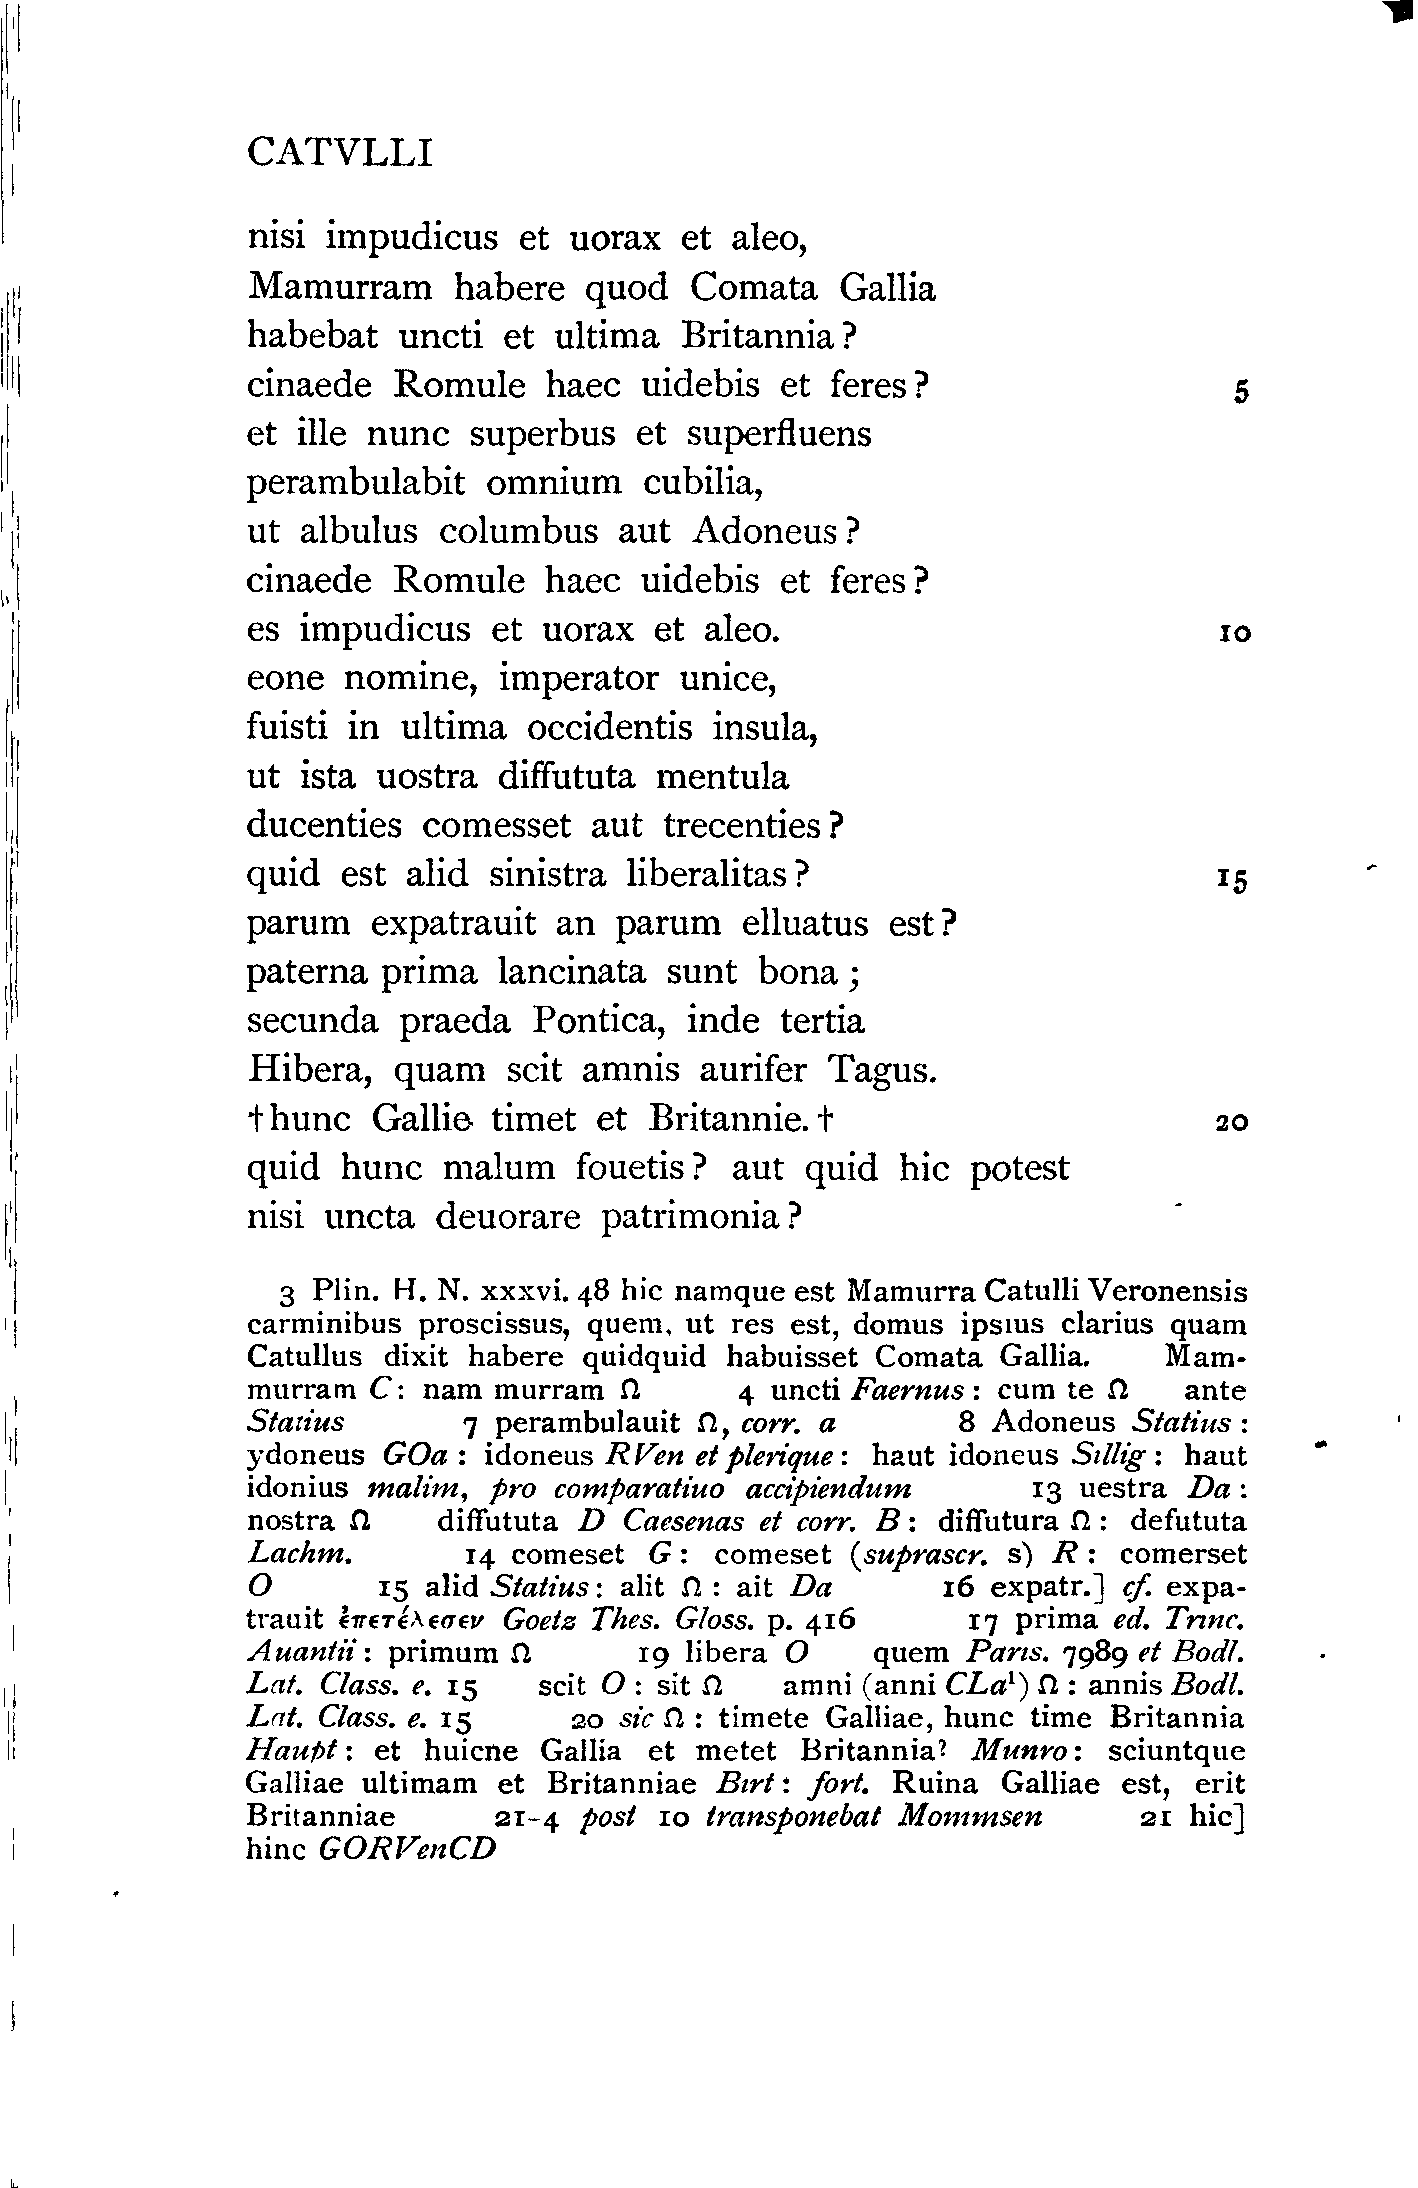 CATVLLI
nisi impudicus et uorax et aleo,
Mamurram habere quod Comata Gallia
habebat uncti et ultima Britannia?
cinaede Romule haec uidebis et feres? 5
et ille nunc superbus et superfluens
perambulabit omnium cubilia,
ut albulus columbus aut Adoneus?
cinaede Romule haec uidebis et feres?
es impudicus et uorax et aleo. 10
eone nomine, imperator unice,
fuisti in ultima occidentis insula,
ut ista uostra diffututa mentula
ducenties comesset aut trecenties?
quid est alid sinistra liberalitas? 15
parum expatrauit an parum elluatus est?
paterna prima lancinata sunt bona;
secunda praeda Pontica, inde tertia
Hibera, quam scit amnis aurifer Tagus.
†hunc Gallie timet et Britannie.† 20
quid hunc malum fouetis? aut quid hic potest
nisi uncta deuorare patrimonia?
3 Plin. H. N. xxxvi. 48 hic namque est Mamurra Catulli Veronensis
carminibus proscissus, quem, ut res est, domus ipsius clarius quam
Catullus dixit habere quidquid habuisset Comata Gallia. Mam-
murram C: nam murram Ω 4 uncti Faernus: cum te Ω ante
Statius 7 perambulauit Ω, corr. a 8 Adoneus Statius:
ydoneus GOa: idoneus RVen et plerique: haut idoneus Sillig: haut
idonius malim, pro comparatiuo accipiendum 13 uestra Da:
nostra Ω diffututa D Caesenas et corr. B: diffutura Ω: defututa
Lachm. 14 comeset G: comeset (suprascr. s) R: comerset
O 15 alid Statius: alit Ω: ait Da 16 expatr.] cf. expa-
trauit ἐπετέλεσεν Goetz Thes. Gloss. p. 416 17 prima ed. Trinc.
Auantii: primum Ω 19 libera O quem Paris. 7989 et Bodl.
Lat. Class. e. 15 scit O: sit Ω amni (anni CLa¹) Ω: annis Bodl.
Lat. Class. e. 15 20 sic Ω: timete Galliae, hunc time Britannia
Haupt: et huicne Gallia et metet Britannia? Munro: sciuntque
Galliae ultimam et Britanniae Birt: fort. Ruina Galliae est, erit
Britanniae 21-4 post 10 transponebat Mommsen 21 hic]
hinc GORVenCD